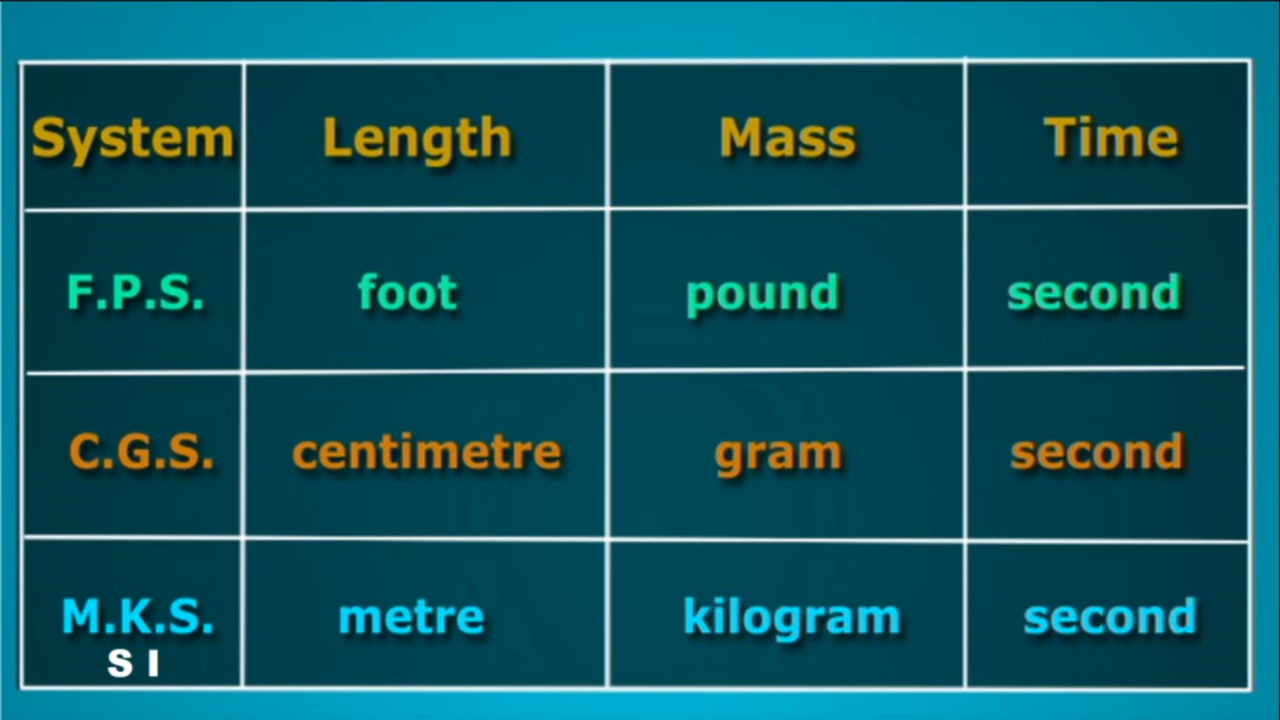 System Length Mass Time
F.P.S. foot pound second
C.G.S. centimetre gram second
M.K.S. metre kilogram second
S I